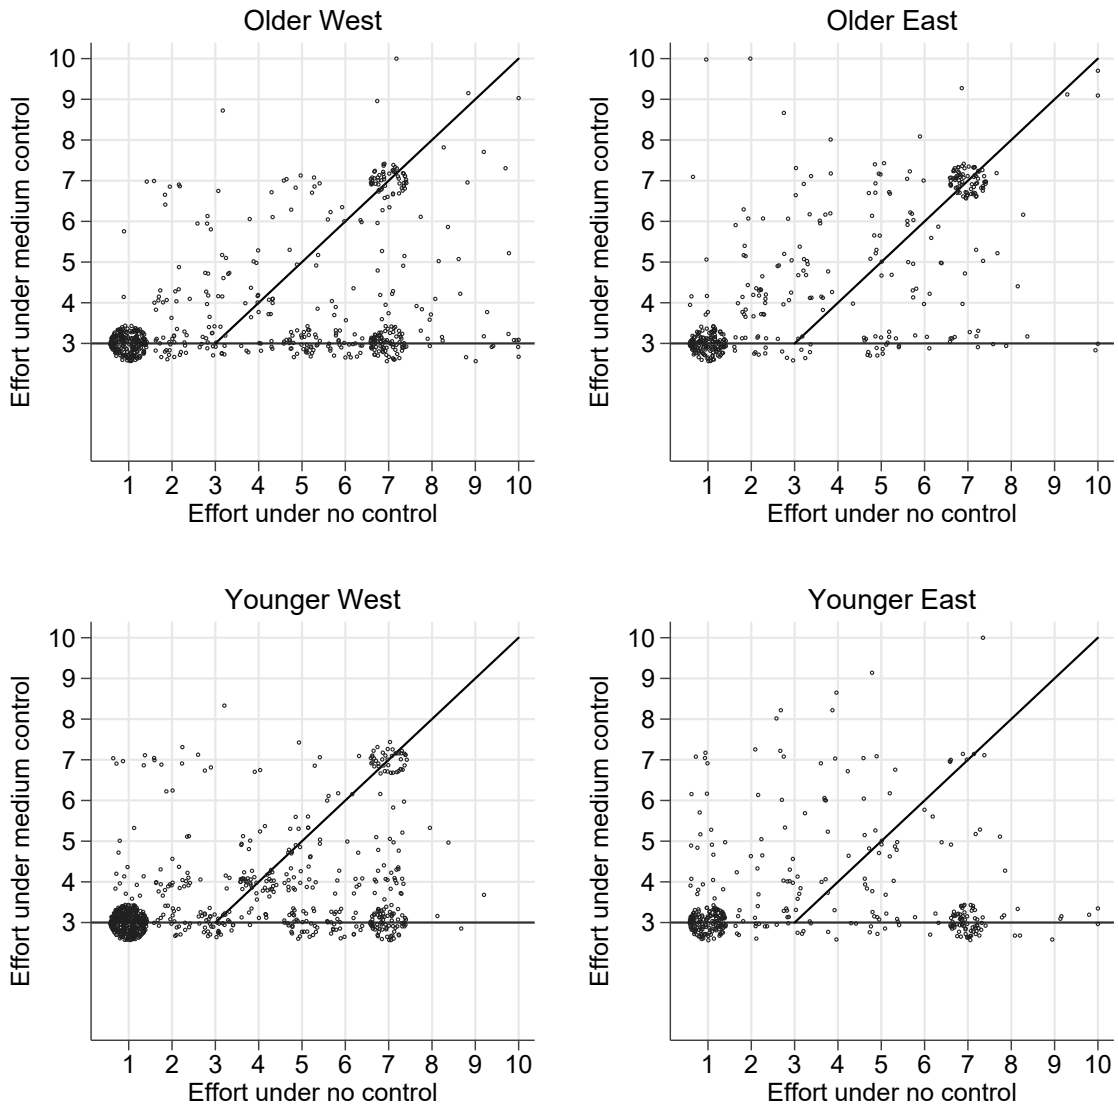 Older West
Effort under medium control
10
9
8
7
6
5
4
3
1 2 3 4 5 6 7 8 9 10
Effort under no control
Older East
Effort under medium control
10
9
8
7
6
5
4
3
1 2 3 4 5 6 7 8 9 10
Effort under no control
Younger West
Effort under medium control
10
9
8
7
6
5
4
3
1 2 3 4 5 6 7 8 9 10
Effort under no control
Younger East
Effort under medium control
10
9
8
7
6
5
4
3
1 2 3 4 5 6 7 8 9 10
Effort under no control